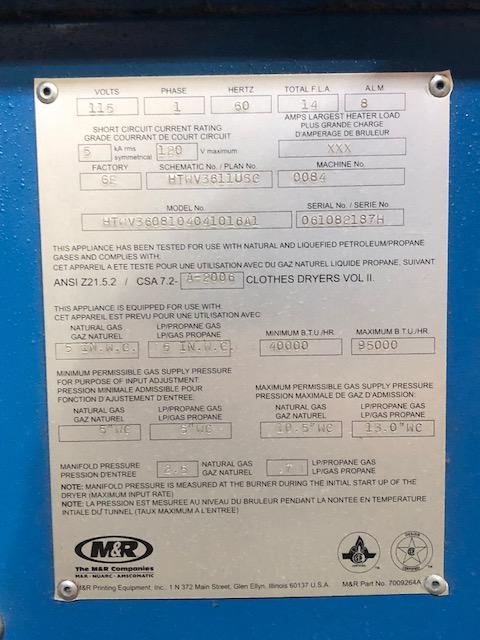 VOLTS PHASE HERTZ TOTAL F.L.A. A.L.M
115 1 60 14 8
SHORT CIRCUIT CURRENT RATING
GRADE COURRANT DE COURT CIRCUIT
AMPS LARGEST HEATER LOAD
PLUS GRANDE CHARGE
D'AMPERAGE DE BRULEUR
5 kA rms symmetrical 120 V maximum XXX
FACTORY SCHEMATIC No. / PLAN No. MACHINE No.
HTWV3611USC 0084
MODEL No. SERIAL No. / SERIE No
HTWV3608104041016A1 061082187H
THIS APPLIANCE HAS BEEN TESTED FOR USE WITH NATURAL AND LIQUEFIED PETROLEUM/PROPANE
GASES AND COMPLIES WITH:
CET APPAREIL A ETE TESTE POUR UNE UTILISATION AVEC DU GAZ NATUREL LIQUIDE PROPANE, SUIVANT
ANSI Z21.5.2 / CSA 7.2- A-2006 CLOTHES DRYERS VOL II.
THIS APPLIANCE IS EQUIPPED FOR USE WITH:
CET APPAREIL EST PREVU POUR UNE UTILISATION AVEC:
NATURAL GAS LP/PROPANE GAS
GAZ NATUREL LP/GAS PROPANE MINIMUM B.T.U./HR. MAXIMUM B.T.U./HR.
5 IN.W.C. 5 IN.W.C. 40000 95000
MINIMUM PERMISSIBLE GAS SUPPLY PRESSURE
FOR PURPOSE OF INPUT ADJUSTMENT:
PRESSION MINIMALE ADMISSIBLE POUR
FONCTION D'AJUSTEMENT D'ENTREE.
MAXIMUM PERMISSIBLE GAS SUPPLY PRESSURE
PRESSION MAXIMALE DE GAZ D'ADMISSION:
NATURAL GAS LP/PROPANE GAS NATURAL GAS LP/PROPANE GAS
GAZ NATUREL LP/GAS PROPANE GAZ NATUREL LP/GAS PROPANE
5"WC 5"WC 10.5"WC 13.0"WC
MANIFOLD PRESSURE
PRESSION D'ENTREE
2.5 NATURAL GAS
GAZ NATUREL
LP/PROPANE GAS
LP/GAS PROPANE
NOTE: MANIFOLD PRESSURE IS MEASURED AT THE BURNER DURING THE INITIAL START UP OF THE
DRYER (MAXIMUM INPUT RATE)
NOTE: LA PRESSION EST MESUREE AU NIVEAU DU BRULEUR PENDANT LA NONTEE EN TEMPERATURE
INTIALE DU TUNNEL (TAUX MAXIMUM A L'ENTREE)
M&R
The M&R Companies
M&R · NUARC · AMSCOMATIC
M&R Printing Equipment, Inc. 1 N 372 Main Street, Glen Ellyn, Illinois 60137 U.S.A. M&R Part No. 7009264A